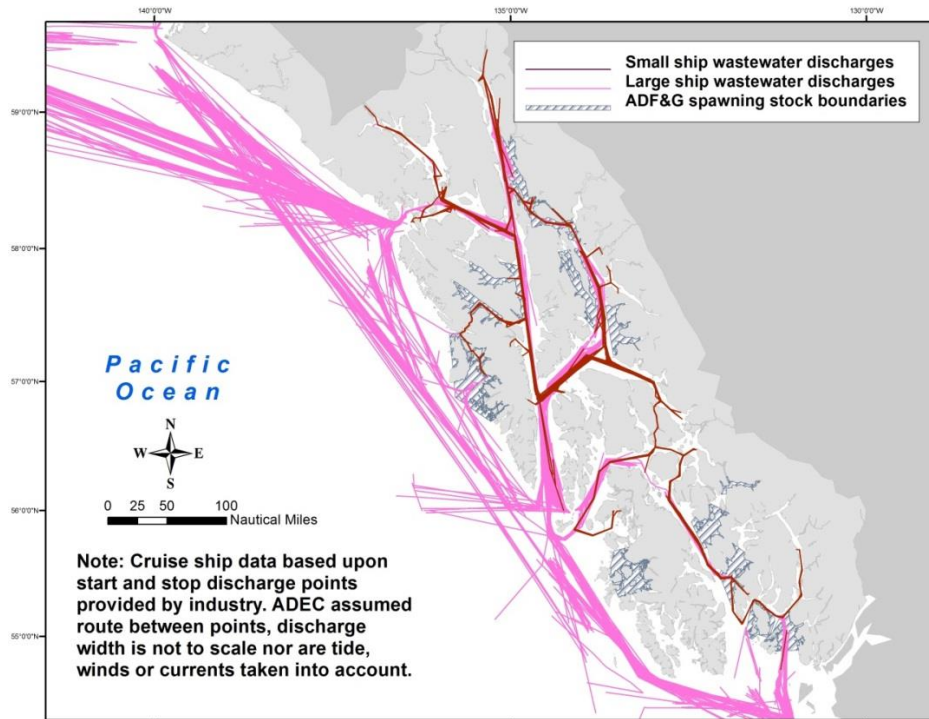 140°0'0"W
135°0'0"W
130°0'0"W
Small ship wastewater discharges
Large ship wastewater discharges
ADF&G spawning stock boundaries
59°0'0"N
58°0'0"N
57°0'0"N
56°0'0"N
55°0'0"N
Pacific
Ocean
N
W E
S
0 25 50 100
Nautical Miles
Note: Cruise ship data based upon
start and stop discharge points
provided by industry. ADEC assumed
route between points, discharge
width is not to scale nor are tide,
winds or currents taken into account.